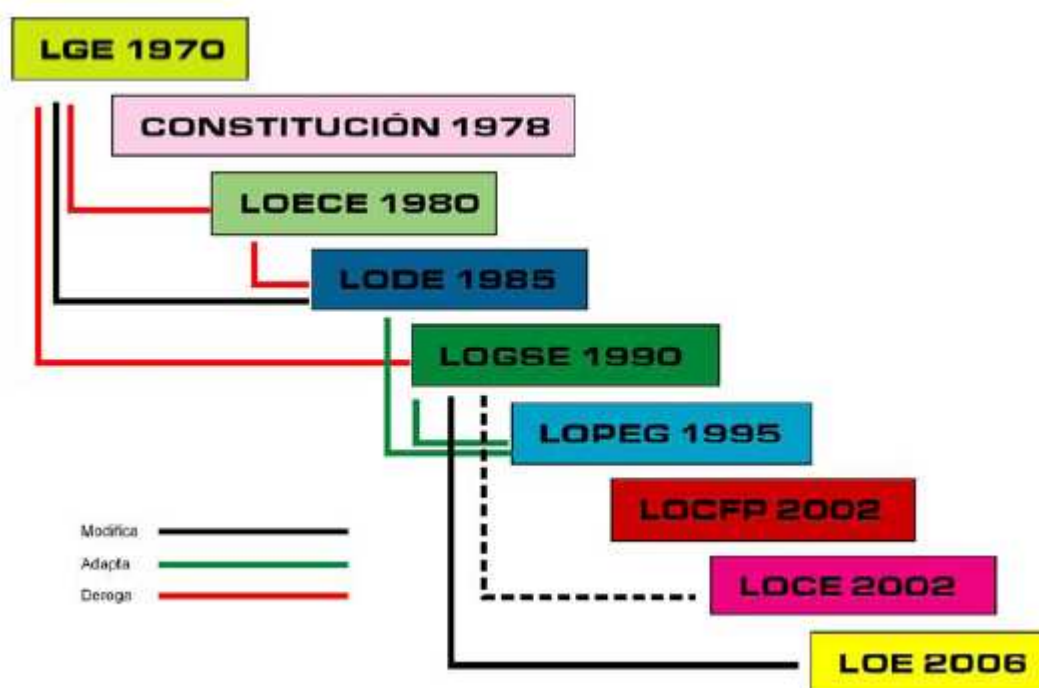 LGE 1970
CONSTITUCIÓN 1978
LOECE 1980
LODE 1985
LOGSE 1990
LOPEG 1995
LOCFP 2002
LOCE 2002
LOE 2006
Modifica
Adapta
Deroga